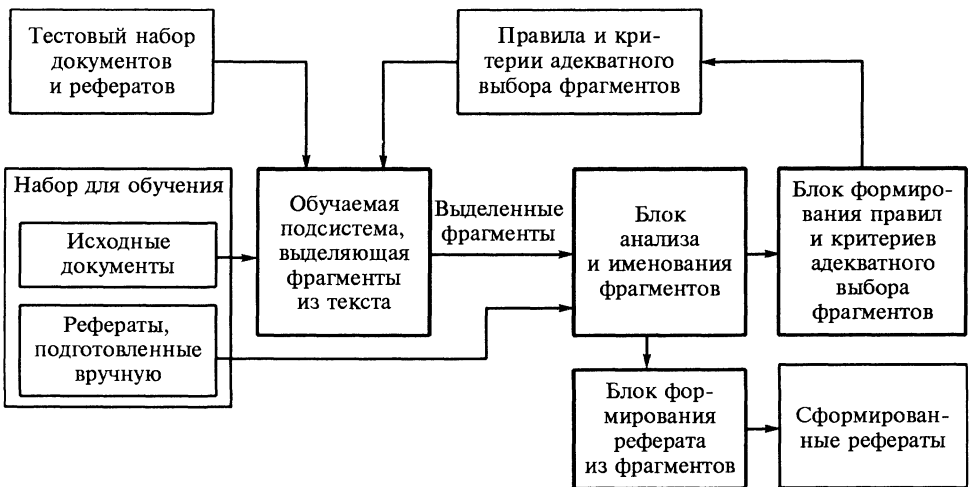 Тестовый набор
документов
и рефератов
Правила и кри-
терии адекватного
выбора фрагментов
Набор для обучения
Исходные
документы
Рефераты,
подготовленные
вручную
Обучаемая
подсистема,
выделяющая
фрагменты
из текста
Выделенные
фрагменты
Блок
анализа
и именования
фрагментов
Блок формиро-
вания правил
и критериев
адекватного
выбора
фрагментов
Блок фор-
мирования
реферата
из фрагментов
Сформирован-
ные рефераты